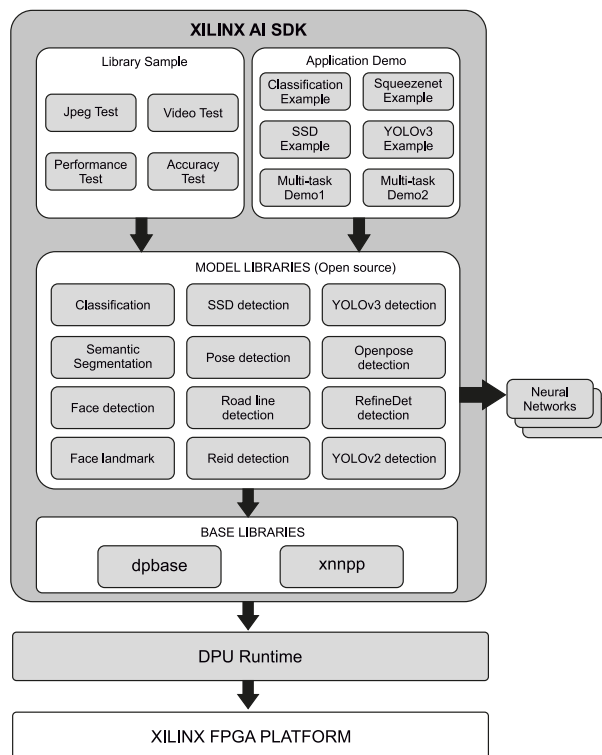 XILINX AI SDK
Library Sample
Jpeg Test
Video Test
Performance
Test
Accuracy
Test
Application Demo
Classification
Example
Squeezenet
Example
SSD
Example
YOLOv3
Example
Multi-task
Demo1
Multi-task
Demo2
MODEL LIBRARIES (Open source)
Classification
SSD detection
YOLOv3 detection
Semantic
Segmentation
Pose detection
Openpose
detection
Face detection
Road line
detection
RefineDet
detection
Face landmark
Reid detection
YOLOv2 detection
Neural
Networks
BASE LIBRARIES
dpbase
xnnpp
DPU Runtime
XILINX FPGA PLATFORM